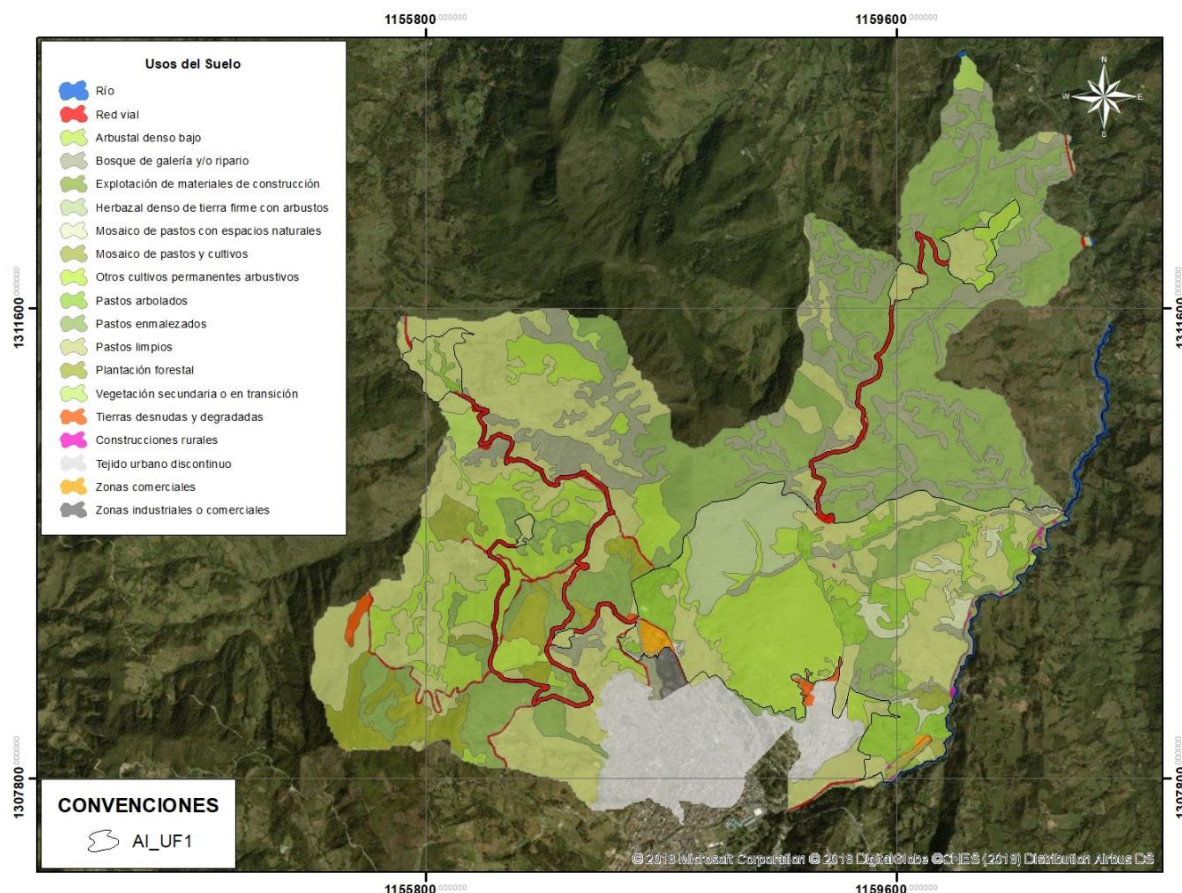 1155800.000000
1159600.000000
Usos del Suelo
Río
Red vial
Arbustal denso bajo
Bosque de galería y/o ripario
Explotación de materiales de construcción
Herbazal denso de tierra firme con arbustos
Mosaico de pastos con espacios naturales
Mosaico de pastos y cultivos
Otros cultivos permanentes arbustivos
Pastos arbolados
Pastos enmalezados
Pastos limpios
Plantación forestal
Vegetación secundaria o en transición
Tierras desnudas y degradadas
Construcciones rurales
Tejido urbano discontinuo
Zonas comerciales
Zonas industriales o comerciales
N
W
E
S
1311600.000000
1311600.000000
1307800.000000
1307800.000000
CONVENCIONES
AI_UF1
© 2018 Microsoft Corporation © 2018 DigitalGlobe ©CNES (2018) Distribution Airbus DS
1155800.000000
1159600.000000